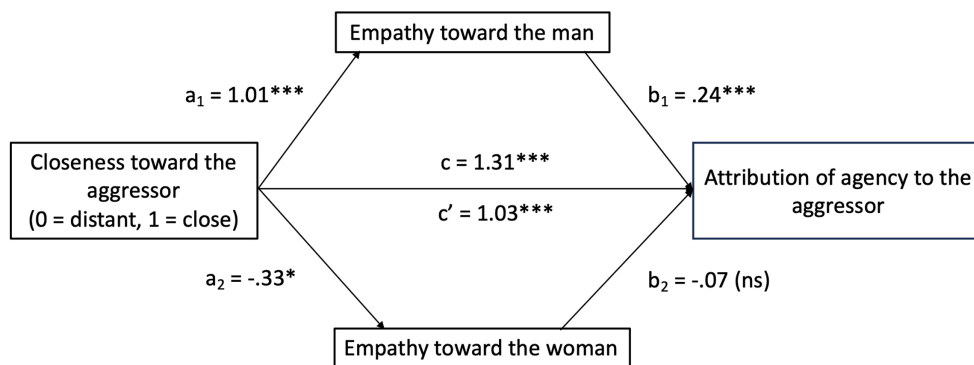 Empathy toward the man
a₁ = 1.01***
b₁ = .24***
Closeness toward the
aggressor
(0 = distant, 1 = close)
c = 1.31***
c’ = 1.03***
Attribution of agency to the
aggressor
a₂ = -.33*
b₂ = -.07 (ns)
Empathy toward the woman